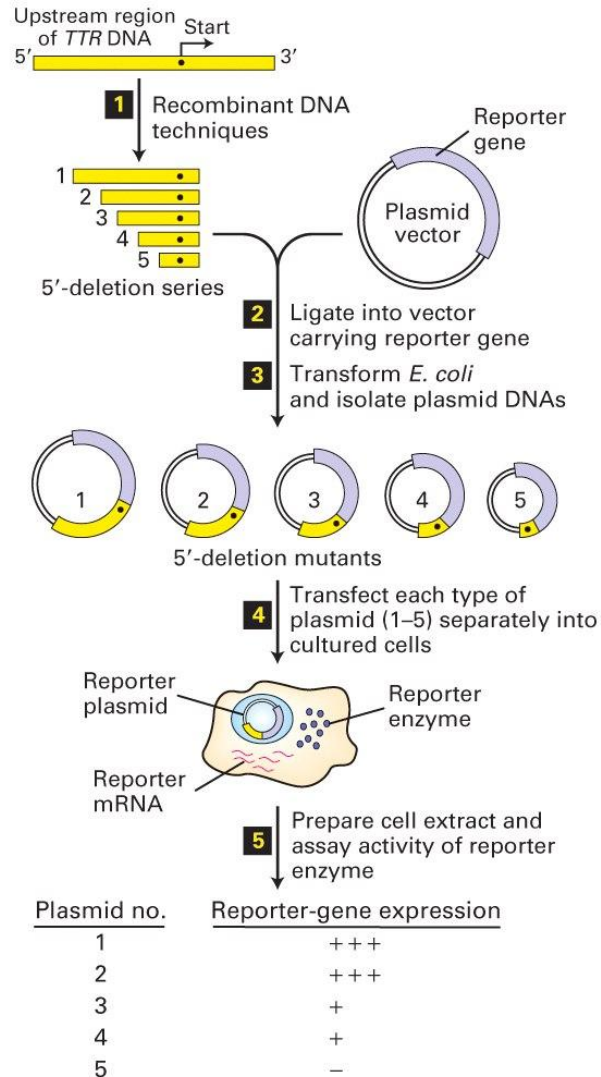 Upstream region
of TTR DNA
Start
5′
3′
1
Recombinant DNA
techniques
Reporter
gene
Plasmid
vector
1
2
3
4
5
5′-deletion series
2
Ligate into vector
carrying reporter gene
3
Transform E. coli
and isolate plasmid DNAs
1 2 3 4 5
5′-deletion mutants
4
Transfect each type of
plasmid (1–5) separately into
cultured cells
Reporter
plasmid
Reporter
enzyme
Reporter
mRNA
5
Prepare cell extract and
assay activity of reporter
enzyme
Plasmid no. Reporter-gene expression
1 +++
2 +++
3 +
4 +
5 –